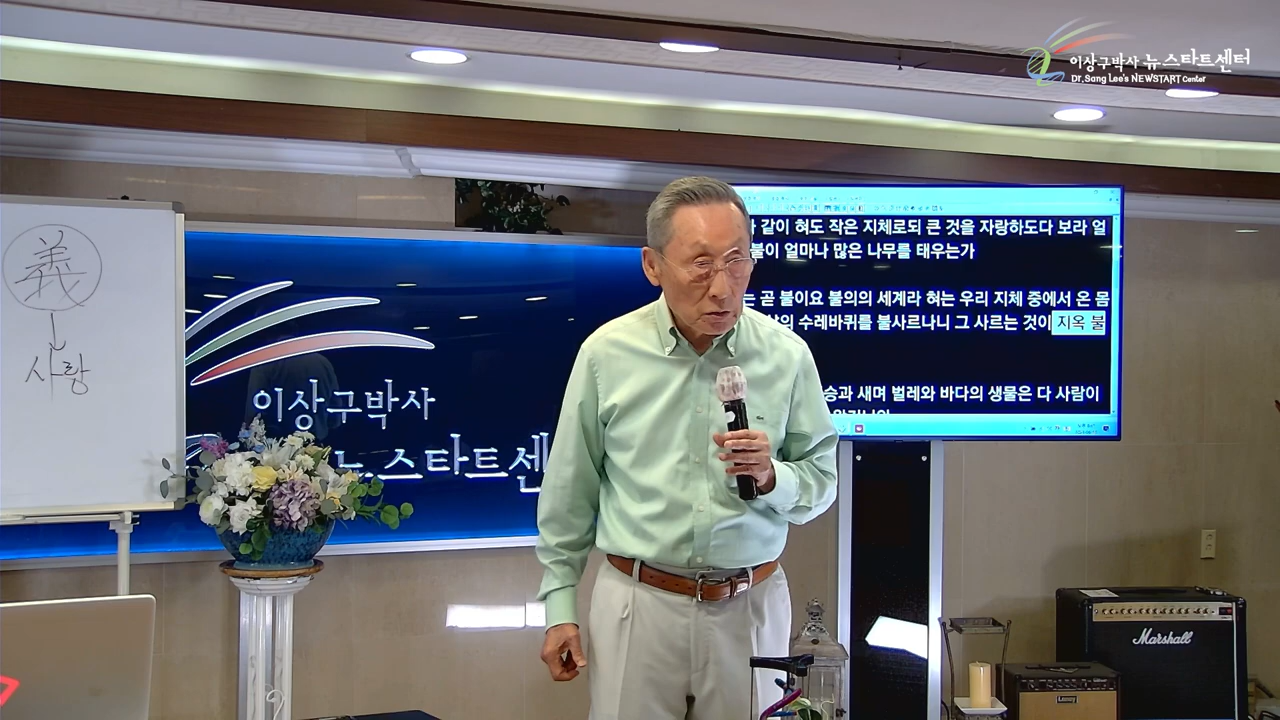 이상구박사 뉴스타트센터
Dr. Sang Lee's NEWSTART Center
義
사랑
이상구박사
뉴스타트센
같이 혀도 작은 지체로되 큰 것을 자랑하도다 보라 얼
불이 얼마나 많은 나무를 태우는가
는 곧 불이요 불의의 세계라 혀는 우리 지체 중에서 온 몸
의 수레바퀴를 불사르나니 그 사르는 것이 지옥 불
승과 새며 벌레와 바다의 생물은 다 사람이
Marshall
Laney